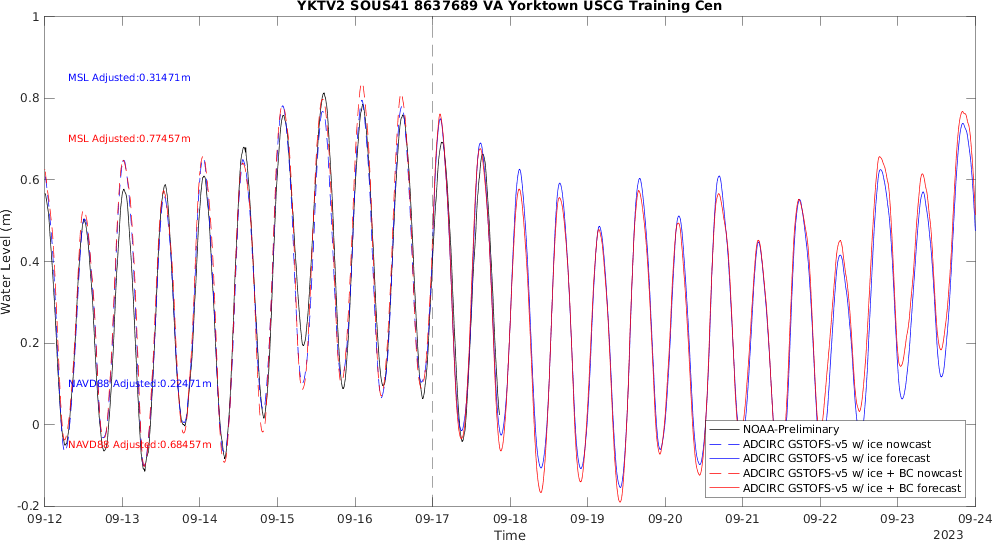 YKTV2 SOUS41 8637689 VA Yorktown USCG Training Cen
1
0.8
0.6
0.4
0.2
0
-0.2
Water Level (m)
MSL Adjusted:0.31471m
MSL Adjusted:0.77457m
NAVD88 Adjusted:0.22471m
NAVD88 Adjusted:0.68457m
NOAA-Preliminary
ADCIRC GSTOFS-v5 w/ ice nowcast
ADCIRC GSTOFS-v5 w/ ice forecast
ADCIRC GSTOFS-v5 w/ ice + BC nowcast
ADCIRC GSTOFS-v5 w/ ice + BC forecast
09-12 09-13 09-14 09-15 09-16 09-17 09-18 09-19 09-20 09-21 09-22 09-23 09-24
Time
2023